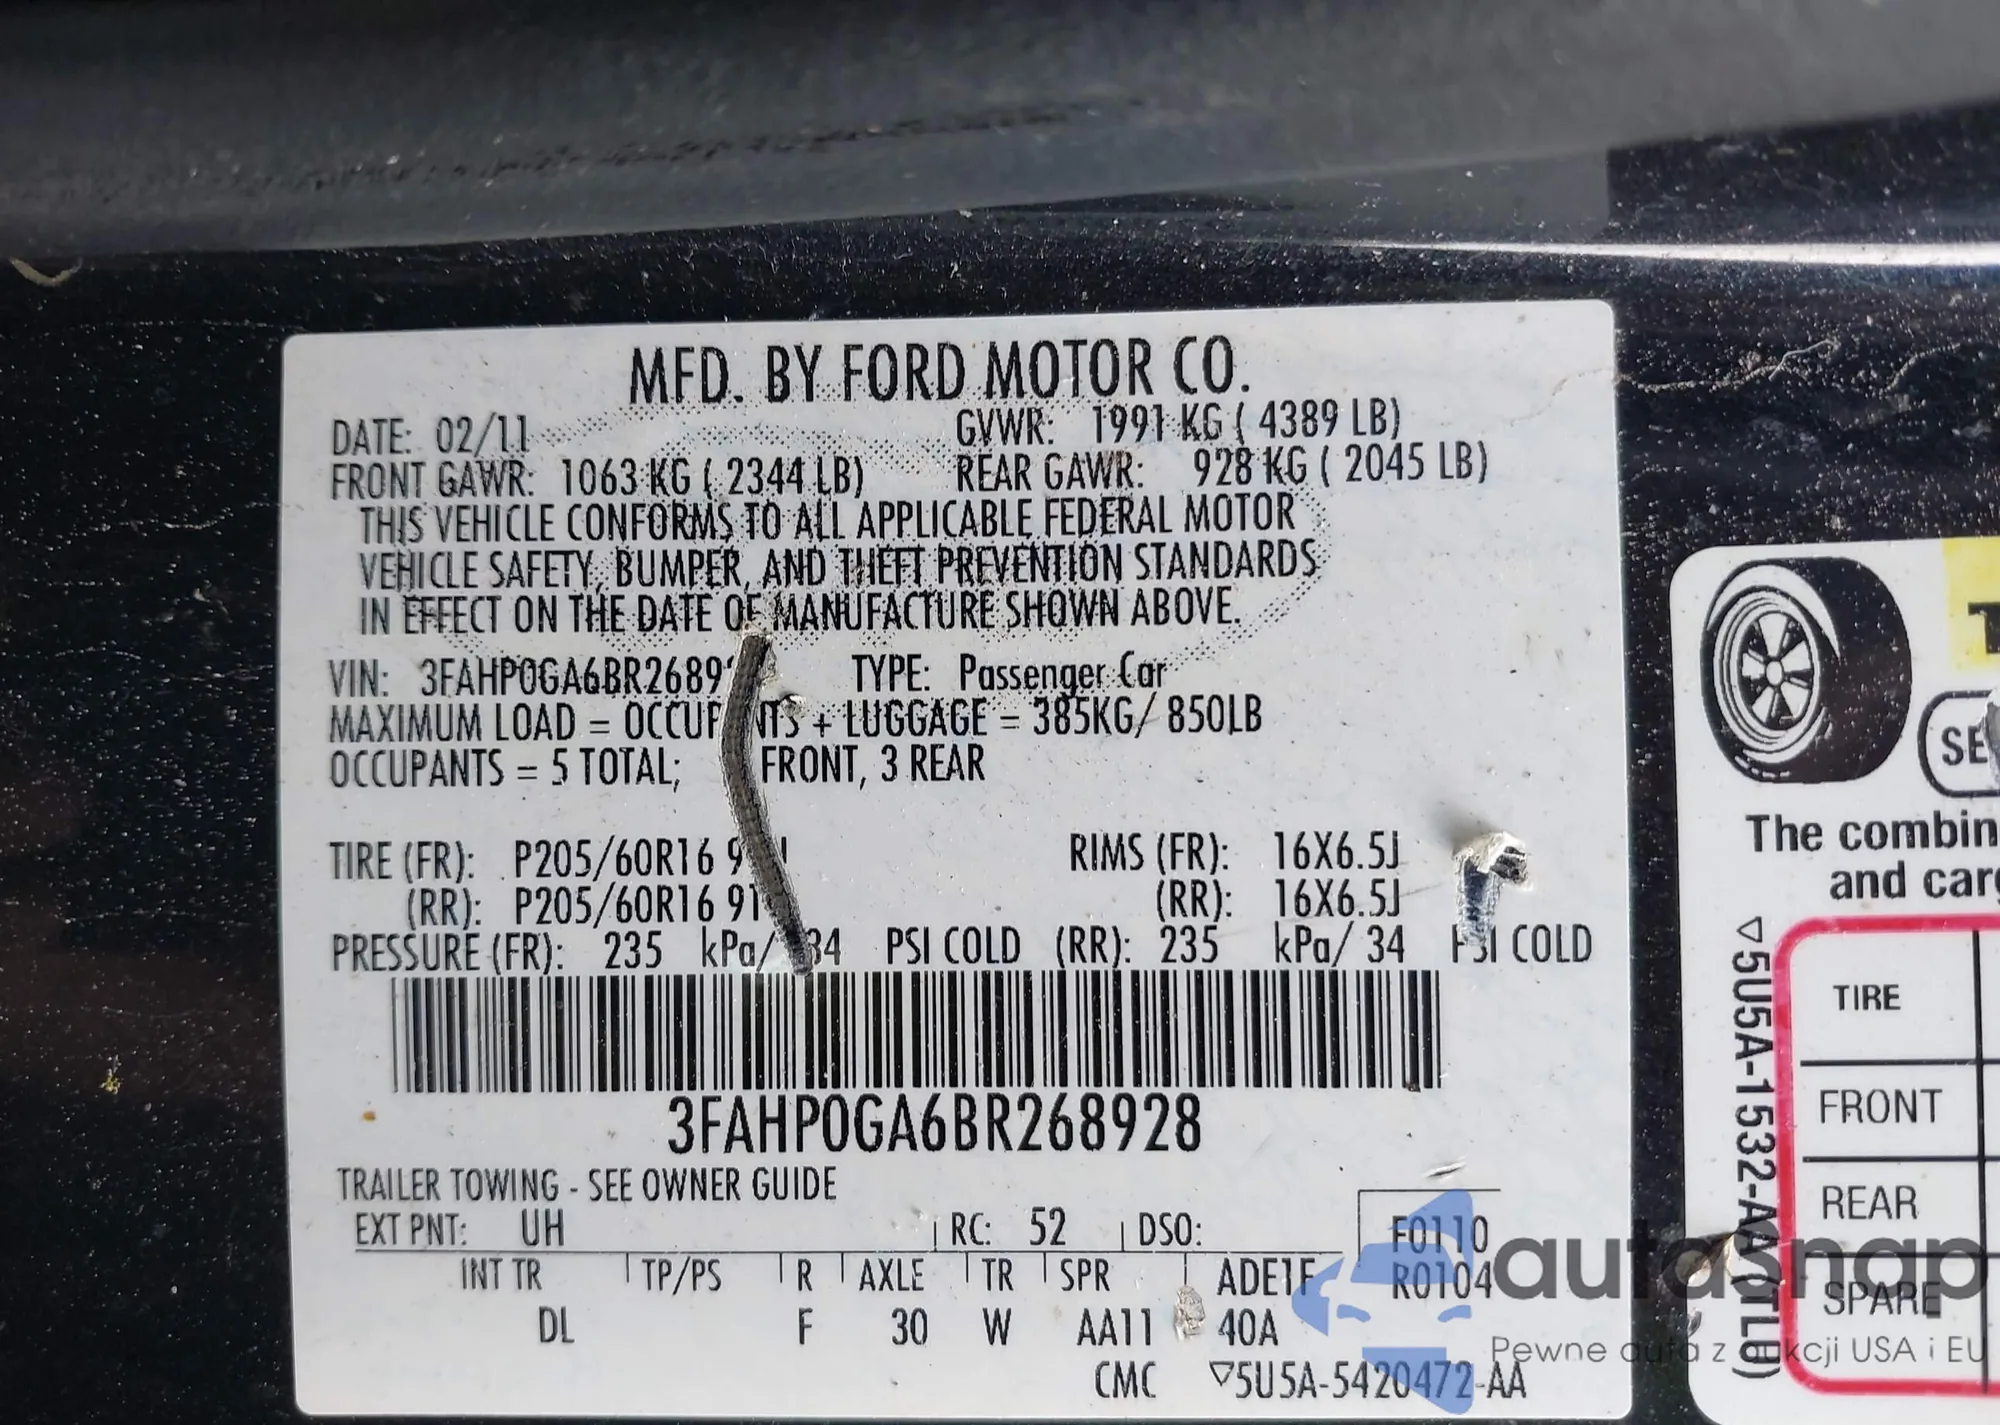 MFD. BY FORD MOTOR CO.
DATE: 02/11 GVWR: 1991 KG ( 4389 LB)
FRONT GAWR: 1063 KG ( 2344 LB) REAR GAWR: 928 KG ( 2045 LB)
THIS VEHICLE CONFORMS TO ALL APPLICABLE FEDERAL MOTOR
VEHICLE SAFETY, BUMPER, AND THEFT PREVENTION STANDARDS
IN EFFECT ON THE DATE OF MANUFACTURE SHOWN ABOVE.
VIN: TYPE: Passenger Car
MAXIMUM LOAD = + LUGGAGE = 385KG/ 850LB
OCCUPANTS = 5 TOTAL; FRONT, 3 REAR
TIRE (FR): P205/60R16 RIMS (FR): 16X6.5J
(RR): P205/60R16 91 (RR): 16X6.5J
PRESSURE (FR): 235 kPa/ 34 PSI COLD (RR): 235 kPa/ 34 PSI COLD
3FAHP0GA6BR268928
TRAILER TOWING - SEE OWNER GUIDE
EXT PNT: UH RC: 52 DSO: F0110
INT TR TP/PS R AXLE TR SPR ADE1F R0104
DL F 30 W AA11 40A
CMC ▽5U5A-5420472-AA
SE
The combin
and carg
TIRE
FRONT
REAR
SPARE
autosnap
Pewne auta z aukcji USA i EU